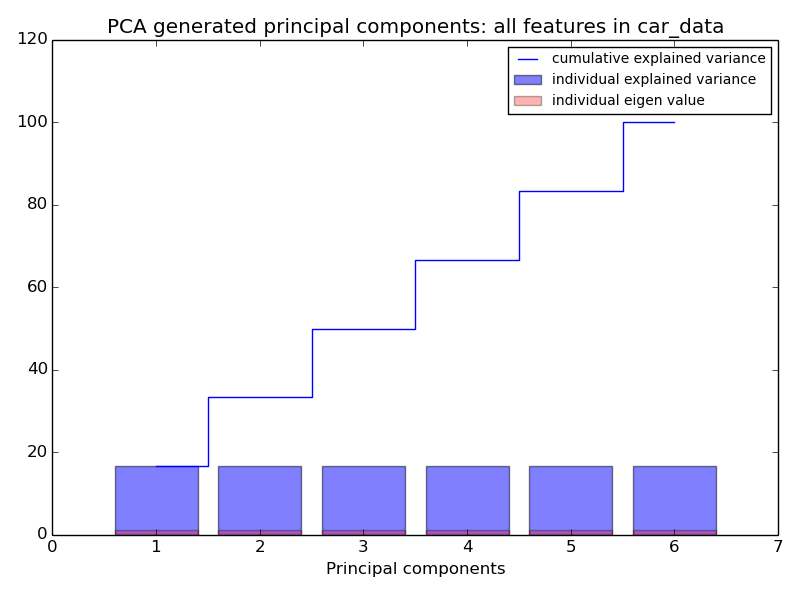 PCA generated principal components: all features in car_data
cumulative explained variance
individual explained variance
individual eigen value
120
100
80
60
40
20
0
0 1 2 3 4 5 6 7
Principal components